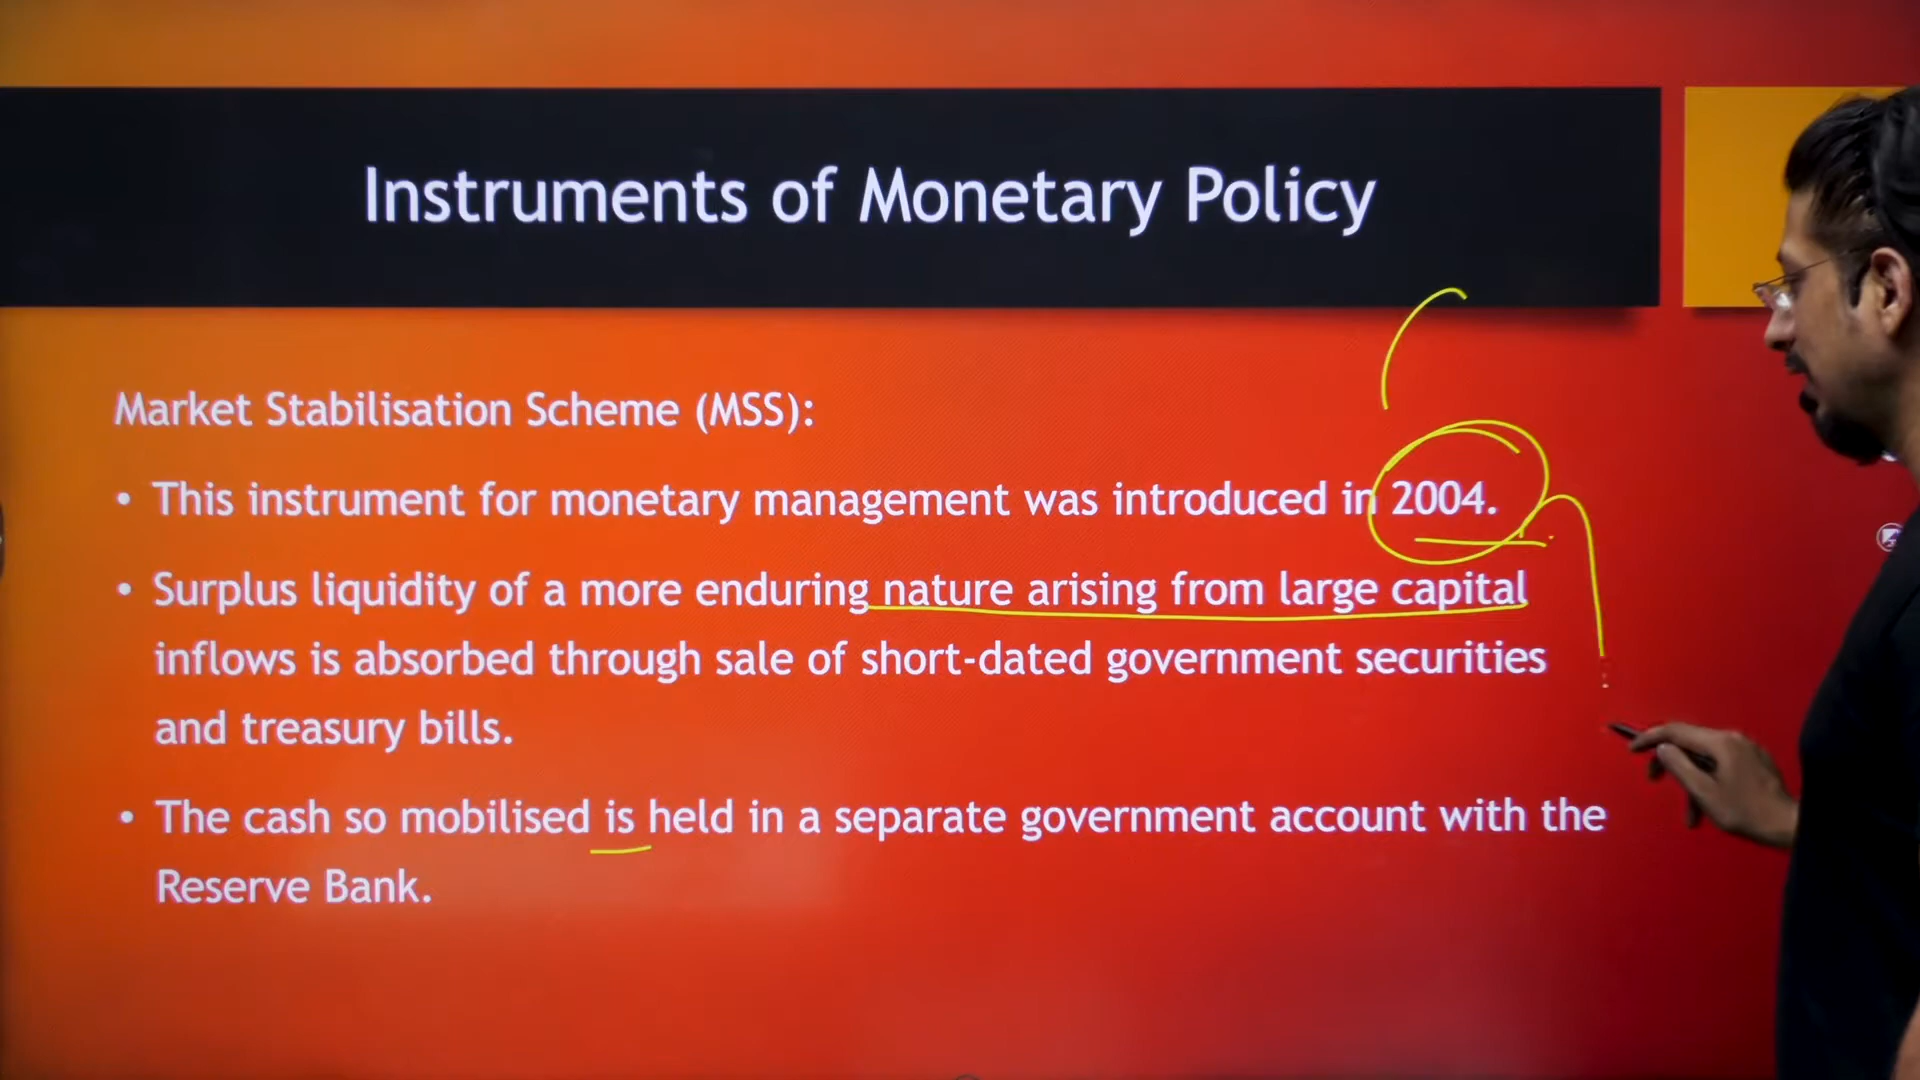 Instruments of Monetary Policy
Market Stabilisation Scheme (MSS):
• This instrument for monetary management was introduced in 2004.
• Surplus liquidity of a more enduring nature arising from large capital
inflows is absorbed through sale of short-dated government securities
and treasury bills.
• The cash so mobilised is held in a separate government account with the
Reserve Bank.